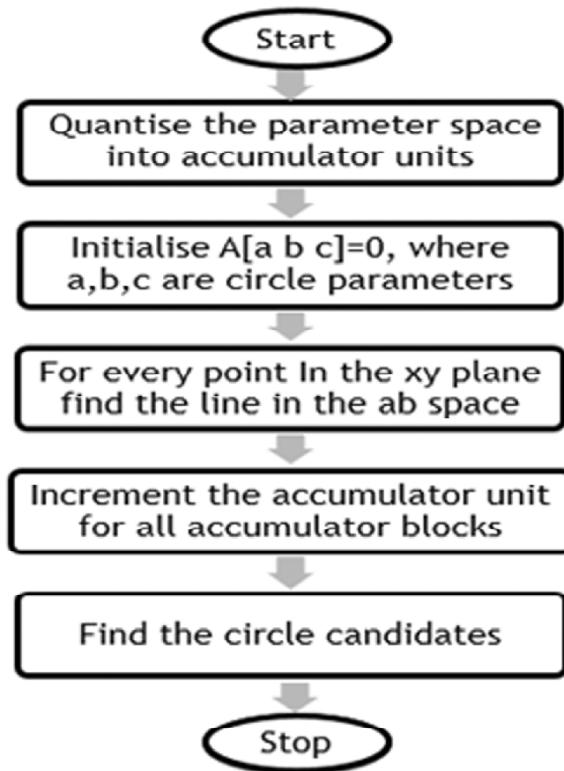 Start
Quantise the parameter space
into accumulator units
Initialise A[a b c]=0, where
a,b,c are circle parameters
For every point In the xy plane
find the line in the ab space
Increment the accumulator unit
for all accumulator blocks
Find the circle candidates
Stop